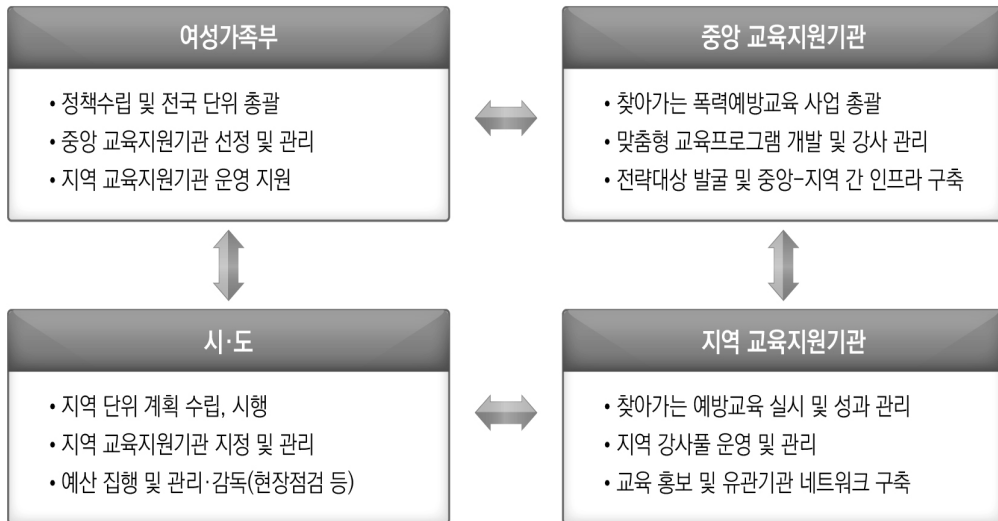 여성가족부
• 정책수립 및 전국 단위 총괄
• 중앙 교육지원기관 선정 및 관리
• 지역 교육지원기관 운영 지원
중앙 교육지원기관
• 찾아가는 폭력예방교육 사업 총괄
• 맞춤형 교육프로그램 개발 및 강사 관리
• 전략대상 발굴 및 중앙-지역 간 인프라 구축
시·도
• 지역 단위 계획 수립, 시행
• 지역 교육지원기관 지정 및 관리
• 예산 집행 및 관리·감독(현장점검 등)
지역 교육지원기관
• 찾아가는 예방교육 실시 및 성과 관리
• 지역 강사풀 운영 및 관리
• 교육 홍보 및 유관기관 네트워크 구축